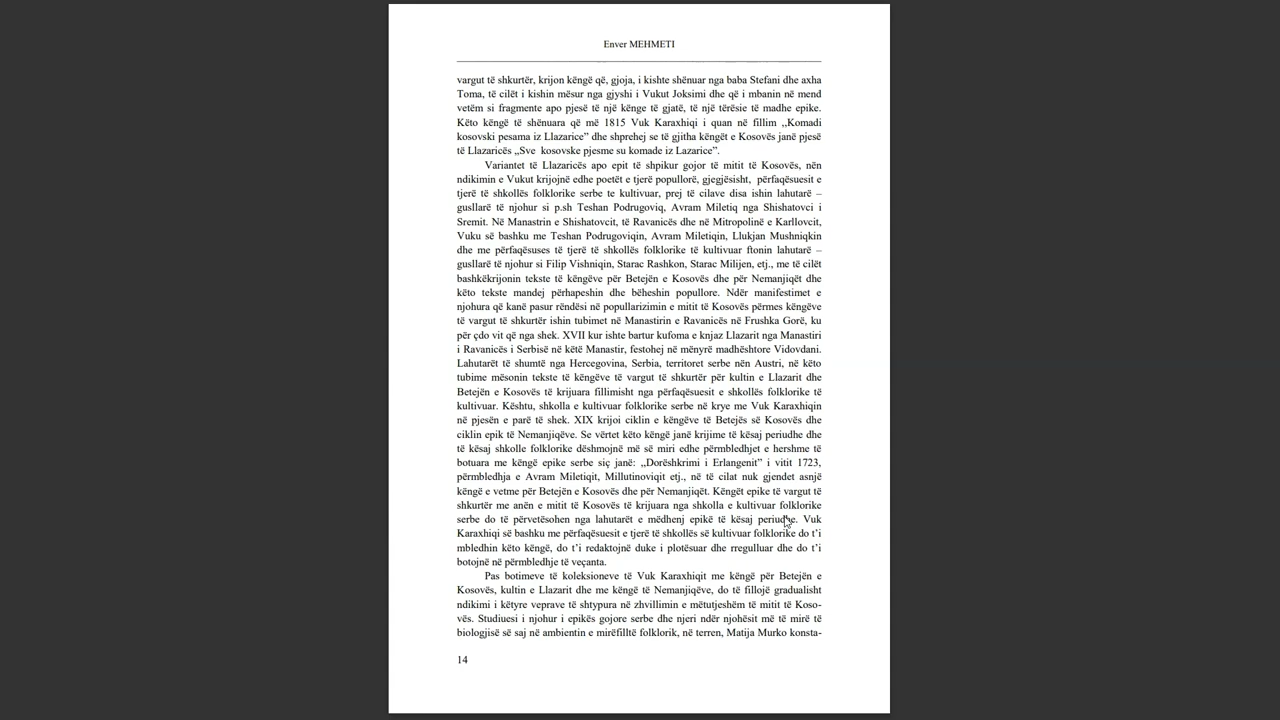 Enver MEHMETI
vargut të shkurtër, krijon këngë që, gjoja, i kishte shënuar nga baba Stefani dhe axha
Toma, të cilët i kishin mësur nga gjyshi i Vukut Joksimi dhe që i mbanin në mend
vetëm si fragmente apo pjesë të një kënge të gjatë, të një tërësie të madhe epike.
Këto këngë të shënuara që më 1815 Vuk Karaxhiqi i quan në fillim ,,Komadi
kosovski pesama iz Llazarice” dhe shprehej se të gjitha këngët e Kosovës janë pjesë
të Llazaricës „Sve  kosovske pjesme su komade iz Lazarice”.
Variantet të Llazaricës apo epit të shpikur gojor të mitit të Kosovës, nën
ndikimin e Vukut krijojnë edhe poetët e tjerë popullorë, gjegjësisht,  përfaqësuesit e
tjerë të shkollës folklorike serbe te kultivuar, prej të cilave disa ishin lahutarë –
gusllarë të njohur si p.sh Teshan Podrugoviq, Avram Miletiq nga Shishatovci i
Sremit. Në Manastrin e Shishatovcit, të Ravanicës dhe në Mitropolinë e Karllovcit,
Vuku së bashku me Teshan Podrugoviqin, Avram Miletiqin, Llukjan Mushniqkin
dhe me përfaqësuses të tjerë të shkollës folklorike të kultivuar ftonin lahutarë –
gusllarë të njohur si Filip Vishniqin, Starac Rashkon, Starac Milijen, etj., me të cilët
bashkëkrijonin tekste të këngëve për Betejën e Kosovës dhe për Nemanjiqët dhe
këto tekste mandej përhapeshin dhe bëheshin popullore. Ndër manifestimet e
njohura që kanë pasur rëndësi në popullarizimin e mitit të Kosovës përmes këngëve
të vargut të shkurtër ishin tubimet në Manastirin e Ravanicës në Frushka Gorë, ku
për çdo vit që nga shek. XVII kur ishte bartur kufoma e knjaz Llazarit nga Manastiri
i Ravanicës i Serbisë në këtë Manastir, festohej në mënyrë madhështore Vidovdani.
Lahutarët të shumtë nga Hercegovina, Serbia, territoret serbe nën Austri, në këto
tubime mësonin tekste të këngëve të vargut të shkurtër për kultin e Llazarit dhe
Betejën e Kosovës të krijuara fillimisht nga përfaqësuesit e shkollës folklorike të
kultivuar. Kështu, shkolla e kultivuar folklorike serbe në krye me Vuk Karaxhiqin
në pjesën e parë të shek. XIX krijoi ciklin e këngëve të Betejës së Kosovës dhe
ciklin epik të Nemanjiqëve. Se vërtet këto këngë janë krijime të kësaj periudhe dhe
të kësaj shkolle folklorike dëshmojnë më së miri edhe përmbledhjet e hershme të
botuara me këngë epike serbe siç janë: „Dorëshkrimi i Erlangenit” i vitit 1723,
përmbledhja e Avram Miletiqit, Millutinoviqit etj., në të cilat nuk gjendet asnjë
këngë e vetme për Betejën e Kosovës dhe për Nemanjiqët. Këngët epike të vargut të
shkurtër me anën e mitit të Kosovës të krijuara nga shkolla e kultivuar folklorike
serbe do të përvetësohen nga lahutarët e mëdhenj epikë të kësaj periudhe. Vuk
Karaxhiqi së bashku me përfaqësuesit e tjerë të shkollës së kultivuar folklorike do t’i
mbledhin këto këngë, do t’i redaktojnë duke i plotësuar dhe rregulluar dhe do t’i
botojnë në përmbledhje të veçanta.
Pas botimeve të koleksioneve të Vuk Karaxhiqit me këngë për Betejën e
Kosovës, kultin e Llazarit dhe me këngë të Nemanjiqëve, do të fillojë gradualisht
ndikimi i këtyre veprave të shtypura në zhvillimin e mëtutjeshëm të mitit të Koso-
vës. Studiuesi i njohur i epikës gojore serbe dhe njeri ndër njohësit më të mirë të
biologjisë së saj në ambientin e mirëfilltë folklorik, në terren, Matija Murko konsta-
14